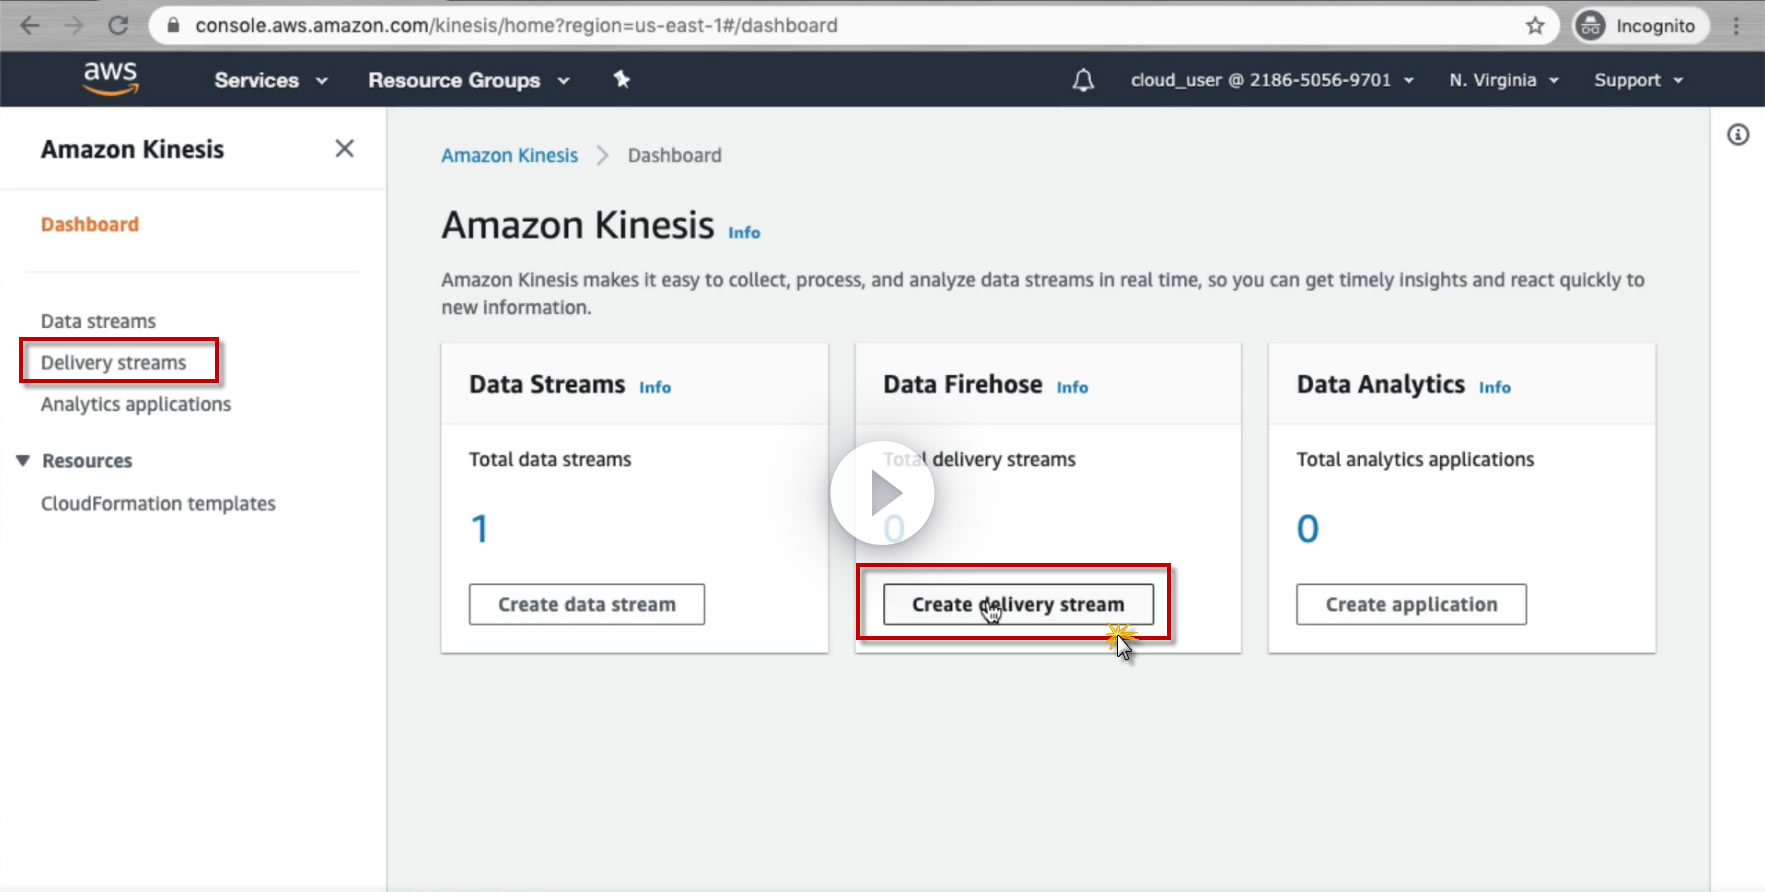 console.aws.amazon.com/kinesis/home?region=us-east-1#/dashboard
Incognito
aws
Services
Resource Groups
cloud_user @ 2186-5056-9701
N. Virginia
Support
Amazon Kinesis
Dashboard
Data streams
Delivery streams
Analytics applications
Resources
CloudFormation templates
Amazon Kinesis
Dashboard
Amazon Kinesis Info
Amazon Kinesis makes it easy to collect, process, and analyze data streams in real time, so you can get timely insights and react quickly to
new information.
Data Streams Info
Total data streams
1
Create data stream
Data Firehose Info
Total delivery streams
0
Create delivery stream
Data Analytics Info
Total analytics applications
0
Create application